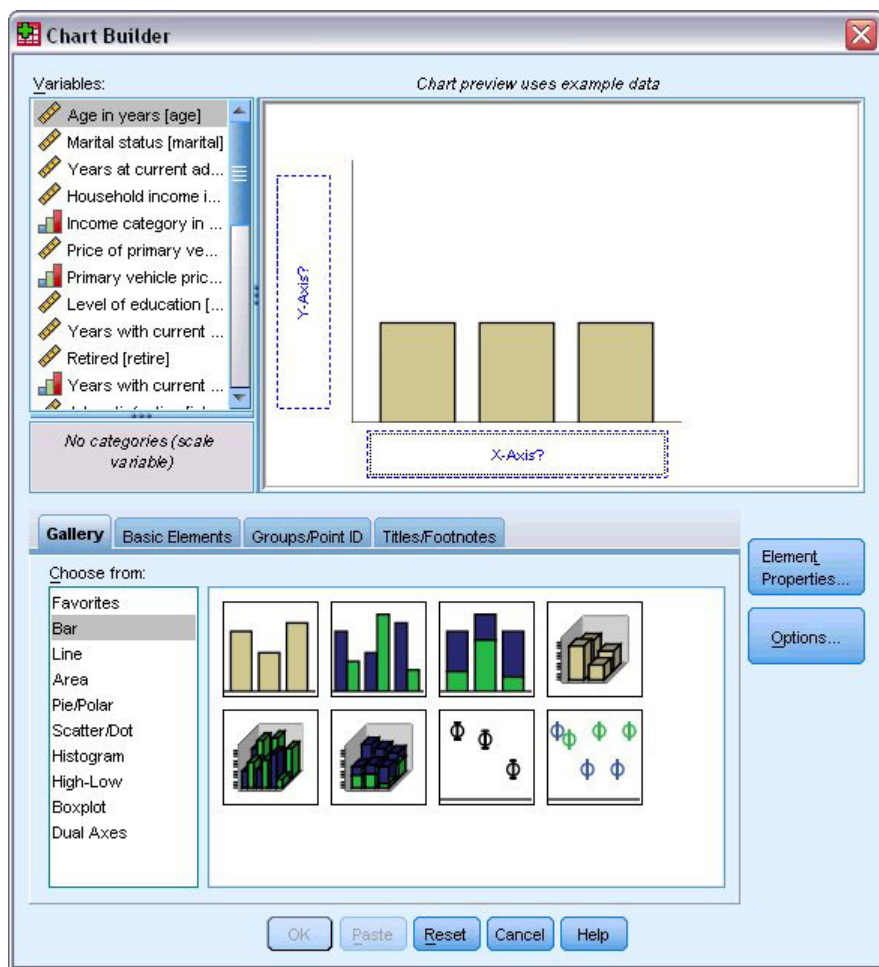 Chart Builder
Variables:
Chart preview uses example data
Age in years [age]
Marital status [marital]
Years at current ad...
Household income i...
Income category in ...
Price of primary ve...
Primary vehicle pric...
Level of education [...
Years with current ...
Retired [retire]
Years with current ...
No categories (scale
variable)
Y-Axis?
X-Axis?
Gallery
Basic Elements
Groups/Point ID
Titles/Footnotes
Choose from:
Favorites
Bar
Line
Area
Pie/Polar
Scatter/Dot
Histogram
High-Low
Boxplot
Dual Axes
Element
Properties...
Options...
OK
Paste
Reset
Cancel
Help